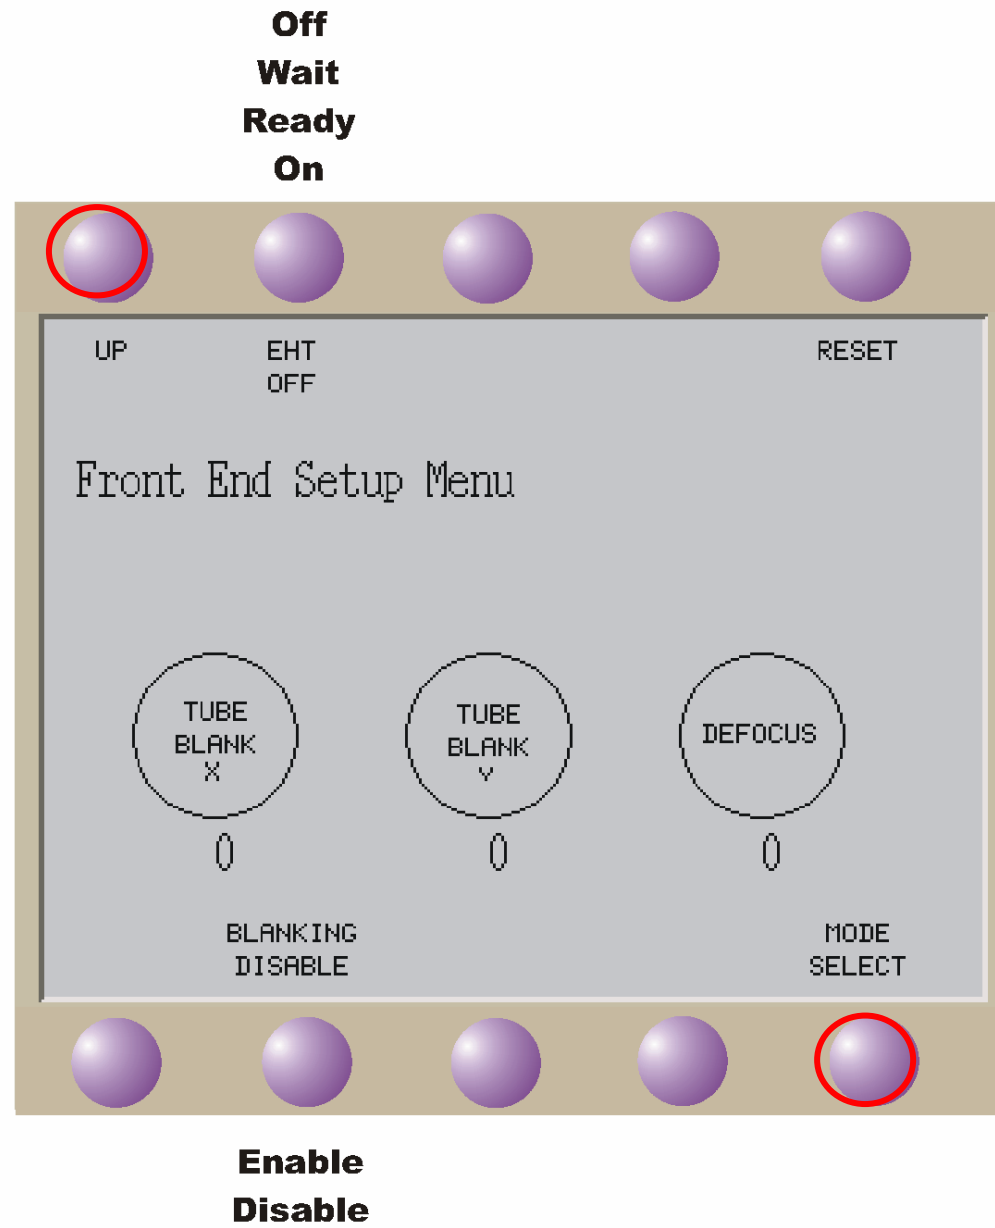 Off
Wait
Ready
On
UP
EHT
OFF
RESET
Front End Setup Menu
TUBE
BLANK
X
TUBE
BLANK
Y
DEFOCUS
0
0
0
BLANKING
DISABLE
MODE
SELECT
Enable
Disable